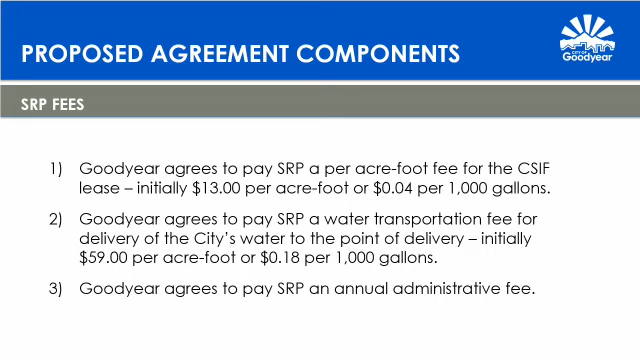 PROPOSED AGREEMENT COMPONENTS
CITY OF
Goodyear
SRP FEES
1) Goodyear agrees to pay SRP a per acre-foot fee for the CSIF
lease – initially $13.00 per acre-foot or $0.04 per 1,000 gallons.
2) Goodyear agrees to pay SRP a water transportation fee for
delivery of the City's water to the point of delivery – initially
$59.00 per acre-foot or $0.18 per 1,000 gallons.
3) Goodyear agrees to pay SRP an annual administrative fee.